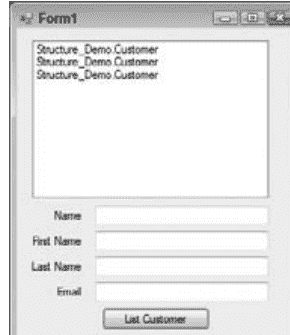 Form1
Structure_Demo.Customer
Structure_Demo.Customer
Structure_Demo.Customer
Name
First Name
Last Name
Email
List Customer